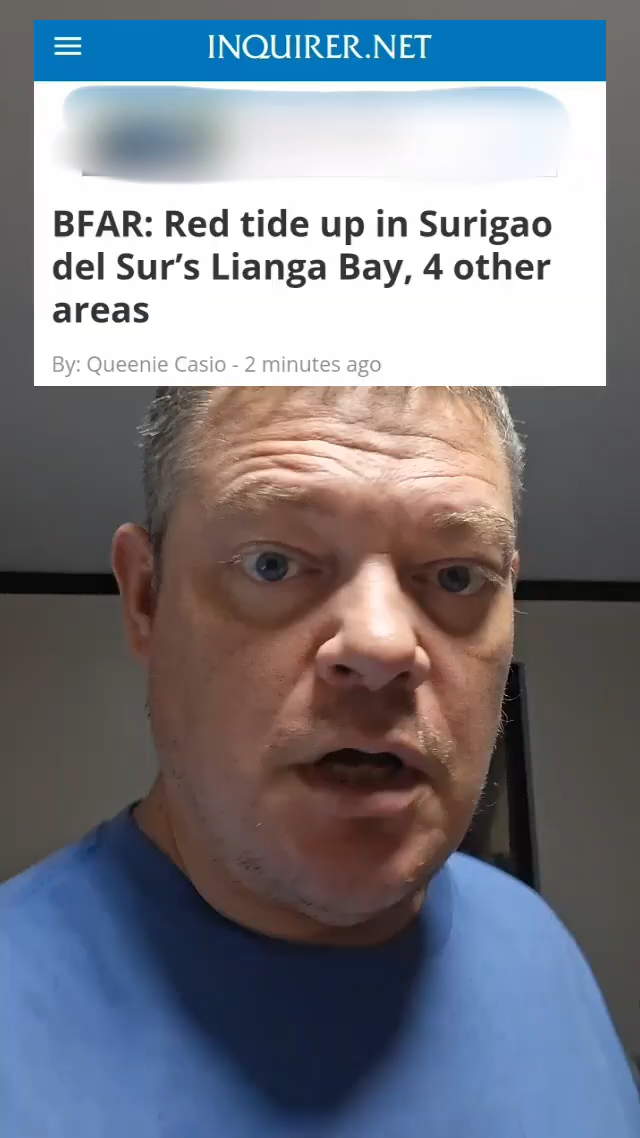 INQUIRER.NET
BFAR: Red tide up in Surigao
del Sur’s Lianga Bay, 4 other
areas
By: Queenie Casio - 2 minutes ago